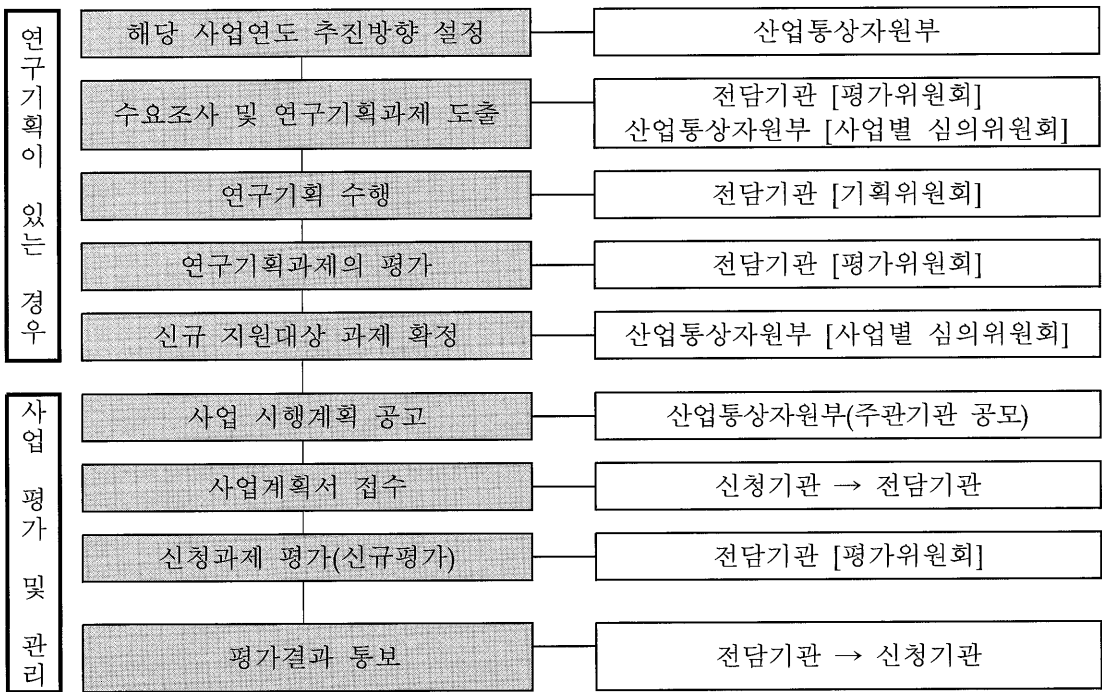 연구기획이 있는 경우
해당 사업연도 추진방향 설정
산업통상자원부
수요조사 및 연구기획과제 도출
전담기관 [평가위원회]
산업통상자원부 [사업별 심의위원회]
연구기획 수행
전담기관 [기획위원회]
연구기획과제의 평가
전담기관 [평가위원회]
신규 지원대상 과제 확정
산업통상자원부 [사업별 심의위원회]
사업 평가 및 관리
사업 시행계획 공고
산업통상자원부(주관기관 공모)
사업계획서 접수
신청기관 → 전담기관
신청과제 평가(신규평가)
전담기관 [평가위원회]
평가결과 통보
전담기관 → 신청기관